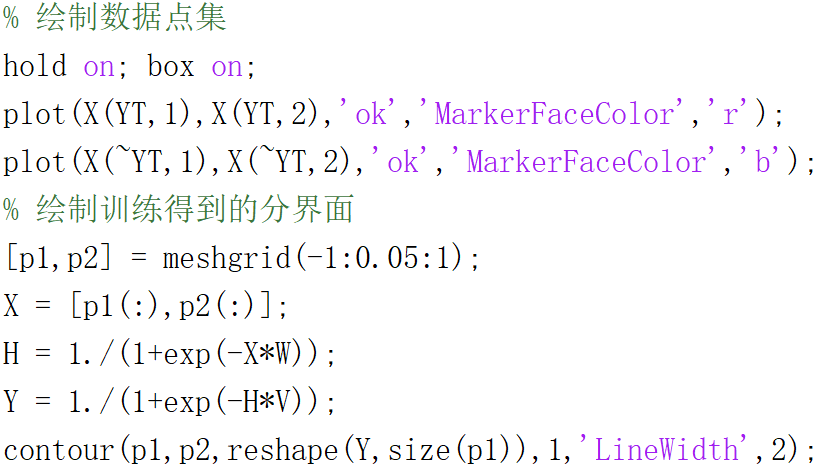 % 绘制数据点集
hold on; box on;
plot(X(YT,1),X(YT,2),'ok','MarkerFaceColor','r');
plot(X(~YT,1),X(~YT,2),'ok','MarkerFaceColor','b');
% 绘制训练得到的分界面
[p1,p2] = meshgrid(-1:0.05:1);
X = [p1(:),p2(:)];
H = 1./(1+exp(-X*W));
Y = 1./(1+exp(-H*V));
contour(p1,p2,reshape(Y,size(p1)),1,'LineWidth',2);